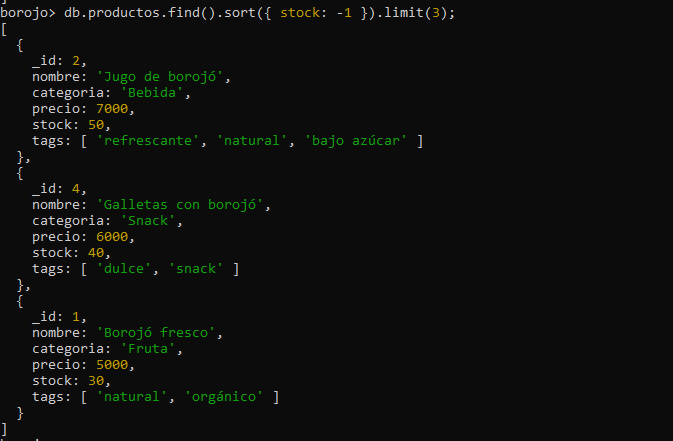 ]
borojo> db.productos.find().sort({ stock: -1 }).limit(3);
[
  {
    _id: 2,
    nombre: 'Jugo de borojó',
    categoria: 'Bebida',
    precio: 7000,
    stock: 50,
    tags: [ 'refrescante', 'natural', 'bajo azúcar' ]
  },
  {
    _id: 4,
    nombre: 'Galletas con borojó',
    categoria: 'Snack',
    precio: 6000,
    stock: 40,
    tags: [ 'dulce', 'snack' ]
  },
  {
    _id: 1,
    nombre: 'Borojó fresco',
    categoria: 'Fruta',
    precio: 5000,
    stock: 30,
    tags: [ 'natural', 'orgánico' ]
  }
]